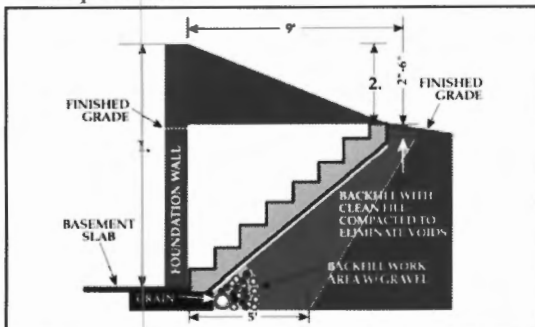 9'
2.
2'-6"
FINISHED
GRADE
FINISHED
GRADE
FOUNDATION WALL
BACKFILL WITH
CLEAN FILL
COMPACTED TO
ELIMINATE VOIDS
BASEMENT
SLAB
BACKFILL WORK
AREA W/ GRAVEL
DRAIN
5'